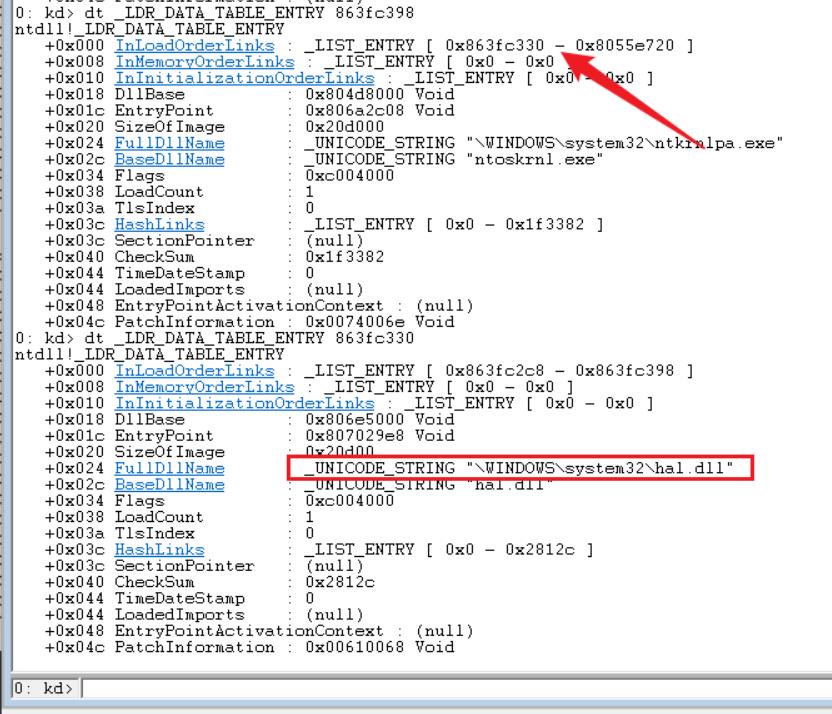 0: kd> dt _LDR_DATA_TABLE_ENTRY 863fc398
ntdll!_LDR_DATA_TABLE_ENTRY
+0x000 InLoadOrderLinks : _LIST_ENTRY [ 0x863fc330 - 0x8055e720 ]
+0x008 InMemoryOrderLinks : _LIST_ENTRY [ 0x0 - 0x0
+0x010 InInitializationOrderLinks : _LIST_ENTRY [ 0x0 - 0x0 ]
+0x018 DllBase : 0x804d8000 Void
+0x01c EntryPoint : 0x806a2c08 Void
+0x020 SizeOfImage : 0x20d000
+0x024 FullDllName : _UNICODE_STRING "\WINDOWS\system32\ntkrnlpa.exe"
+0x02c BaseDllName : _UNICODE_STRING "ntoskrnl.exe"
+0x034 Flags : 0xc004000
+0x038 LoadCount : 1
+0x03a TlsIndex : 0
+0x03c HashLinks : _LIST_ENTRY [ 0x0 - 0x1f3382 ]
+0x03c SectionPointer : (null)
+0x040 CheckSum : 0x1f3382
+0x044 TimeDateStamp : 0
+0x044 LoadedImports : (null)
+0x048 EntryPointActivationContext : (null)
+0x04c PatchInformation : 0x0074006e Void
0: kd> dt _LDR_DATA_TABLE_ENTRY 863fc330
ntdll!_LDR_DATA_TABLE_ENTRY
+0x000 InLoadOrderLinks : _LIST_ENTRY [ 0x863fc2c8 - 0x863fc398 ]
+0x008 InMemoryOrderLinks : _LIST_ENTRY [ 0x0 - 0x0 ]
+0x010 InInitializationOrderLinks : _LIST_ENTRY [ 0x0 - 0x0 ]
+0x018 DllBase : 0x806e5000 Void
+0x01c EntryPoint : 0x807029e8 Void
+0x020 SizeOfImage : 0x20d00
+0x024 FullDllName : _UNICODE_STRING "\WINDOWS\system32\hal.dll"
+0x02c BaseDllName : _UNICODE_STRING "hal.dll"
+0x034 Flags : 0xc004000
+0x038 LoadCount : 1
+0x03a TlsIndex : 0
+0x03c HashLinks : _LIST_ENTRY [ 0x0 - 0x2812c ]
+0x03c SectionPointer : (null)
+0x040 CheckSum : 0x2812c
+0x044 TimeDateStamp : 0
+0x044 LoadedImports : (null)
+0x048 EntryPointActivationContext : (null)
+0x04c PatchInformation : 0x00610068 Void
0: kd>